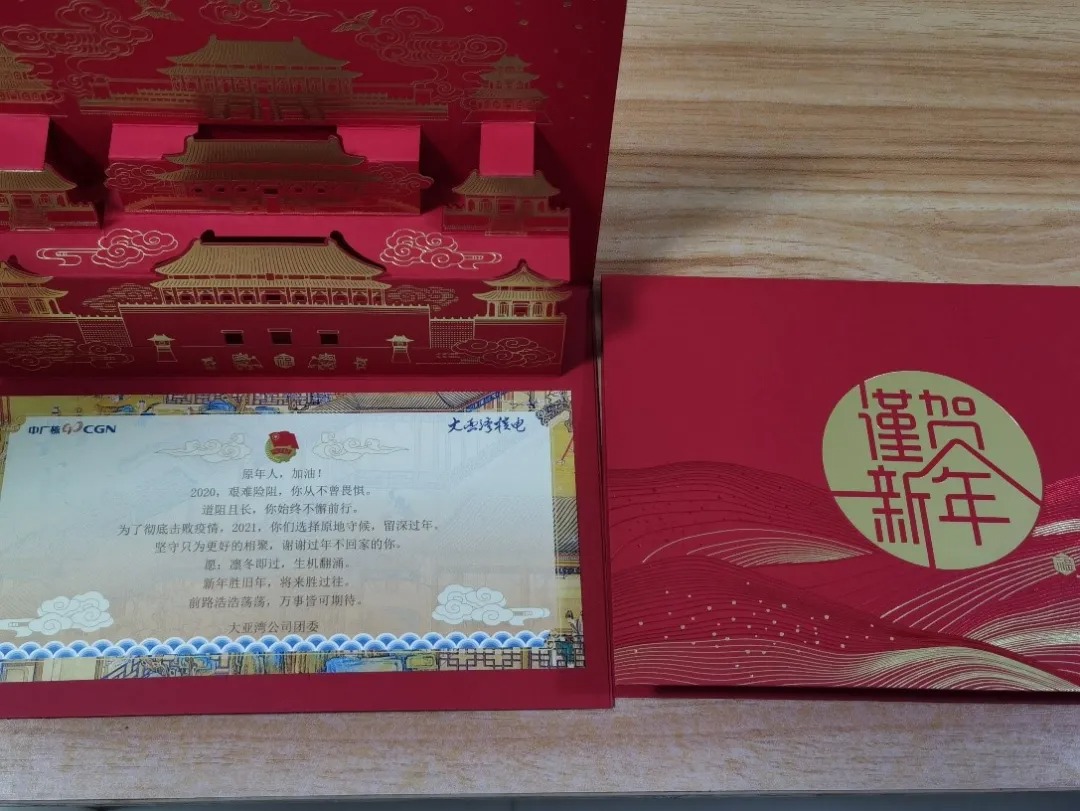 中广核 CGN
大亚湾核电
原年人，加油！
2020，艰难险阻，你从不曾畏惧。
道阻且长，你始终不懈前行。
为了彻底击败疫情，2021，你们选择原地守候，留深过年。
坚守只为更好的相聚，谢谢过年不回家的你。
愿：凛冬即过，生机翻涌。
新年胜旧年，将来胜过往。
前路浩浩荡荡，万事皆可期待。
大亚湾公司团委
谨贺
新年
福